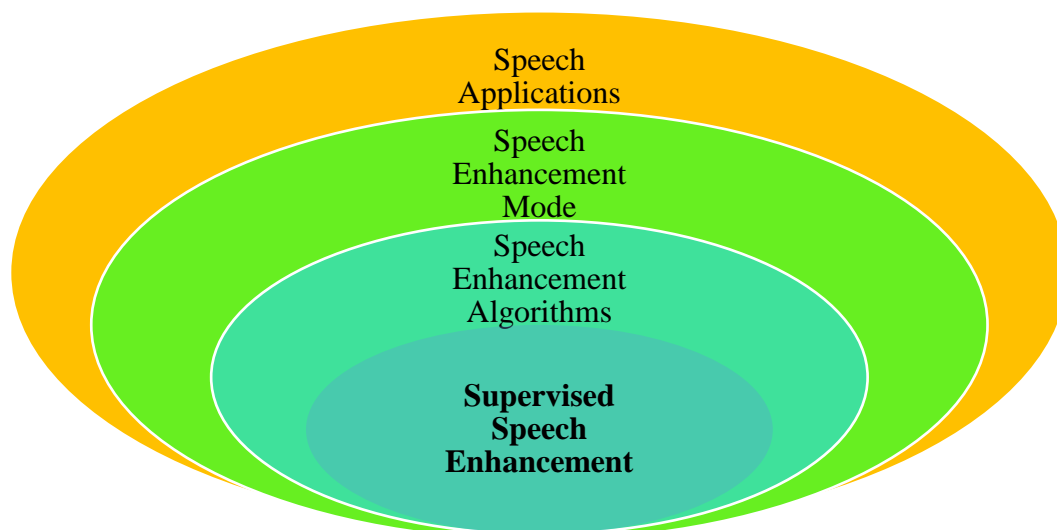 Speech
Applications
Speech
Enhancement
Mode
Speech
Enhancement
Algorithms
Supervised
Speech
Enhancement